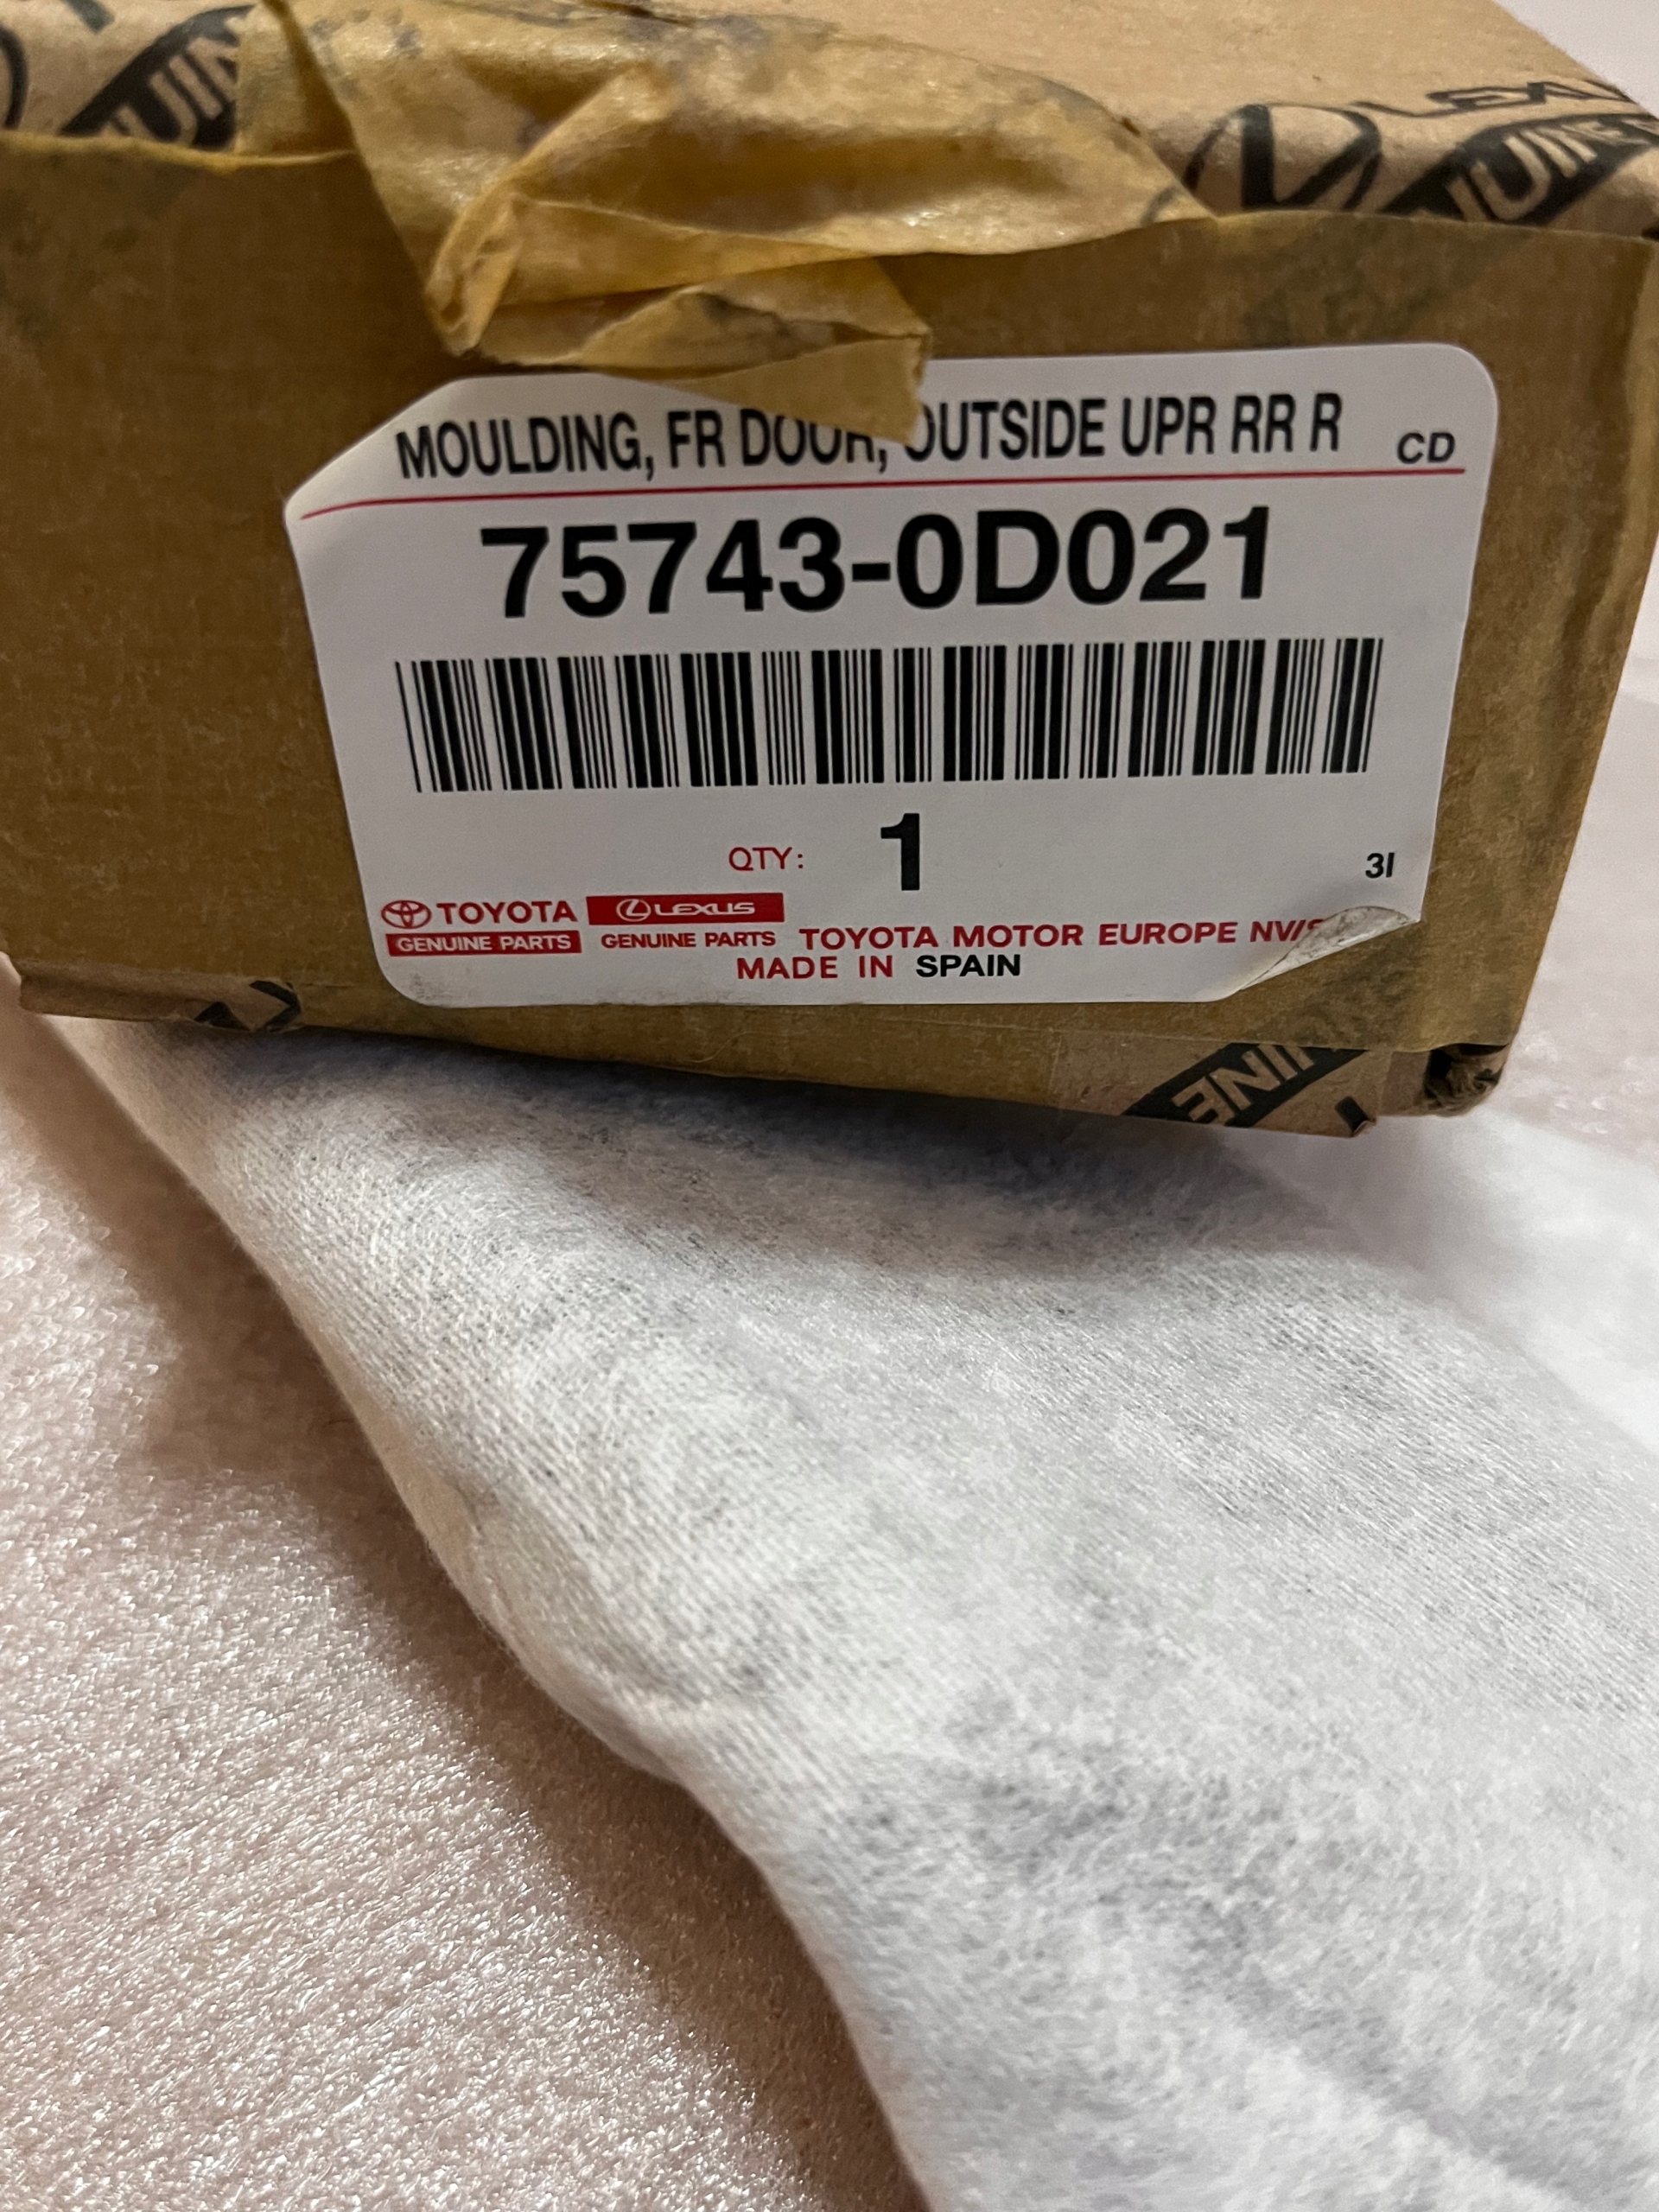 LEXUS
MOULDING, FR DOOR, OUTSIDE UPR RR R CD
75743-0D021
QTY: 1
3I
TOYOTA LEXUS
GENUINE PARTS GENUINE PARTS TOYOTA MOTOR EUROPE
MADE IN SPAIN